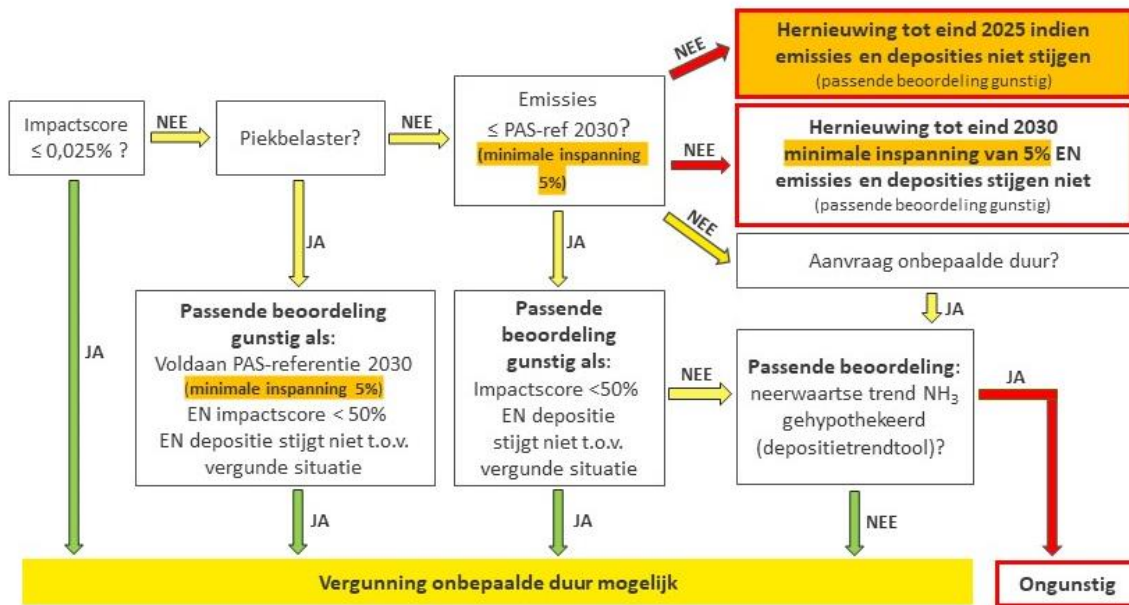 Impactscore
≤ 0,025% ?
NEE
Piekbelaster?
NEE
Emissies
≤ PAS-ref 2030?
(minimale inspanning
5%)
NEE
Hernieuwing tot eind 2025 indien
emissies en deposities niet stijgen
(passende beoordeling gunstig)
NEE
Hernieuwing tot eind 2030
minimale inspanning van 5% EN
emissies en deposities stijgen niet
(passende beoordeling gunstig)
NEE
Aanvraag onbepaalde duur?
JA
JA
JA
JA
Passende beoordeling
gunstig als:
Voldaan PAS-referentie 2030
(minimale inspanning 5%)
EN impactscore < 50%
EN depositie stijgt niet t.o.v.
vergunde situatie
Passende
beoordeling
gunstig als:
Impactscore <50%
EN depositie
stijgt niet t.o.v.
vergunde situatie
NEE
Passende beoordeling:
neerwaartse trend NH₃
gehypothekeerd
(depositietrendtool)?
JA
JA
JA
NEE
Vergunning onbepaalde duur mogelijk
Ongunstig